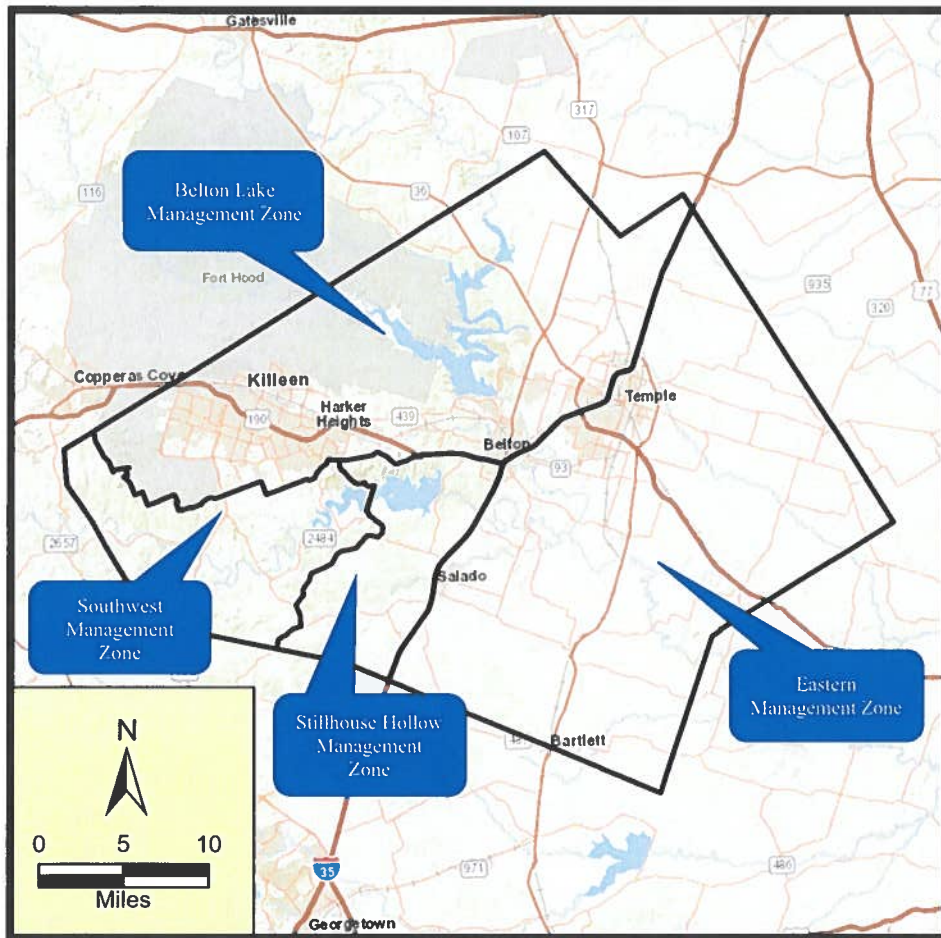 Gatesville
317
107
Belton Lake
Management Zone
36
116
Fort Hood
935
77
320
Copperas Cove
Killeen
Harker
Heights
190
439
Temple
Belton
93
2657
2484
Salado
Southwest
Management
Zone
Stillhouse Hollow
Management
Zone
Eastern
Management Zone
Bartlett
N
0 5 10
Miles
35
971
486
Georgetown